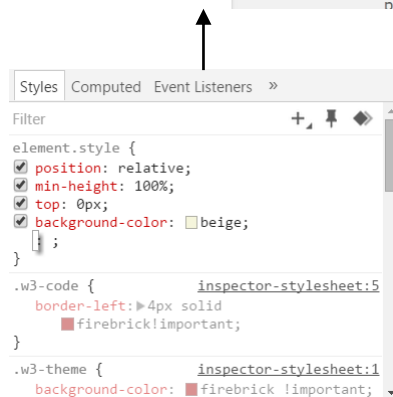 p
Styles Computed Event Listeners »
Filter
element.style {
position: relative;
min-height: 100%;
top: 0px;
background-color: beige;
: ;
}
.w3-code { inspector-stylesheet:5
border-left:▶4px solid
firebrick!important;
}
.w3-theme { inspector-stylesheet:1
background-color: firebrick !important;